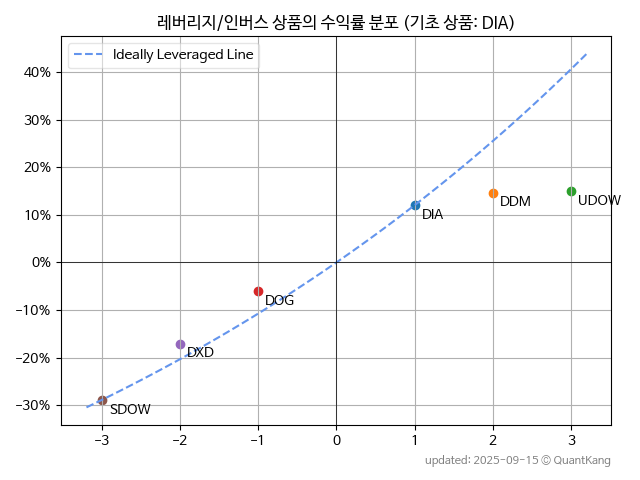 레버리지/인버스 상품의 수익률 분포 (기초 상품: DIA)
Ideally Leveraged Line
40%
30%
20%
10%
0%
−10%
−20%
−30%
DIA
DDM
UDOW
DOG
DXD
SDOW
−3 −2 −1 0 1 2 3
updated: 2025-09-15 © QuantKang